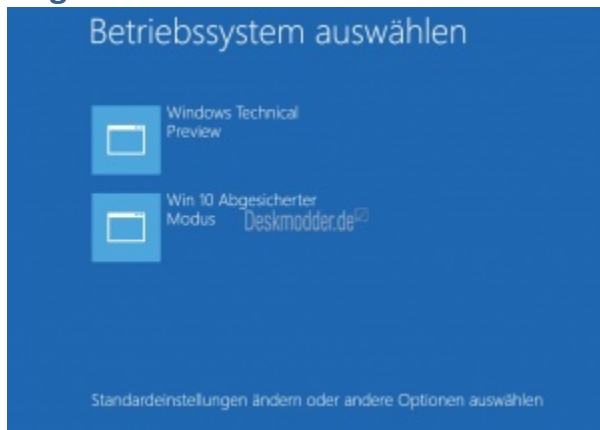 Betriebssystem auswählen
Windows Technical
Preview
Win 10 Abgesicherter
Modus
Deskmodder.de
Standardeinstellungen ändern oder andere Optionen auswählen